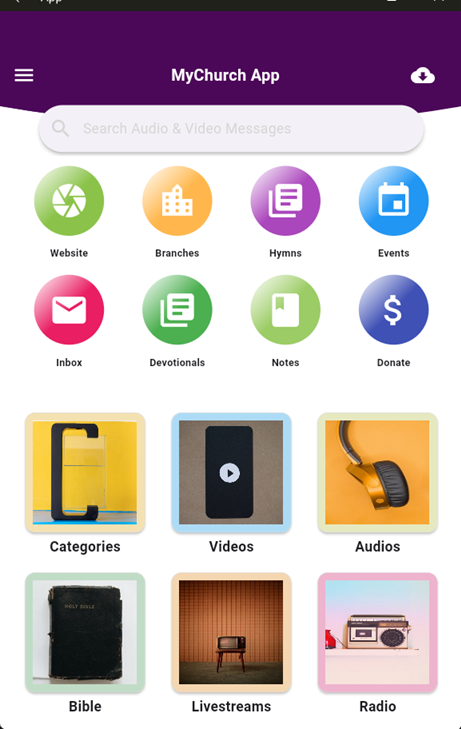 App
MyChurch App
Search Audio & Video Messages
Website
Branches
Hymns
Events
Inbox
Devotionals
Notes
Donate
Categories
Videos
Audios
HOLY BIBLE
Bible
Livestreams
Radio